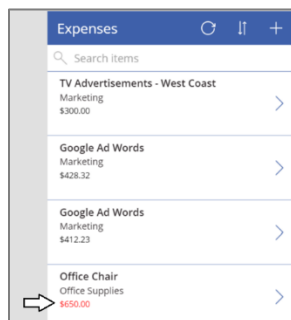 Expenses
Search items
TV Advertisements - West Coast
Marketing
$300.00
Google Ad Words
Marketing
$428.32
Google Ad Words
Marketing
$412.23
Office Chair
Office Supplies
$650.00